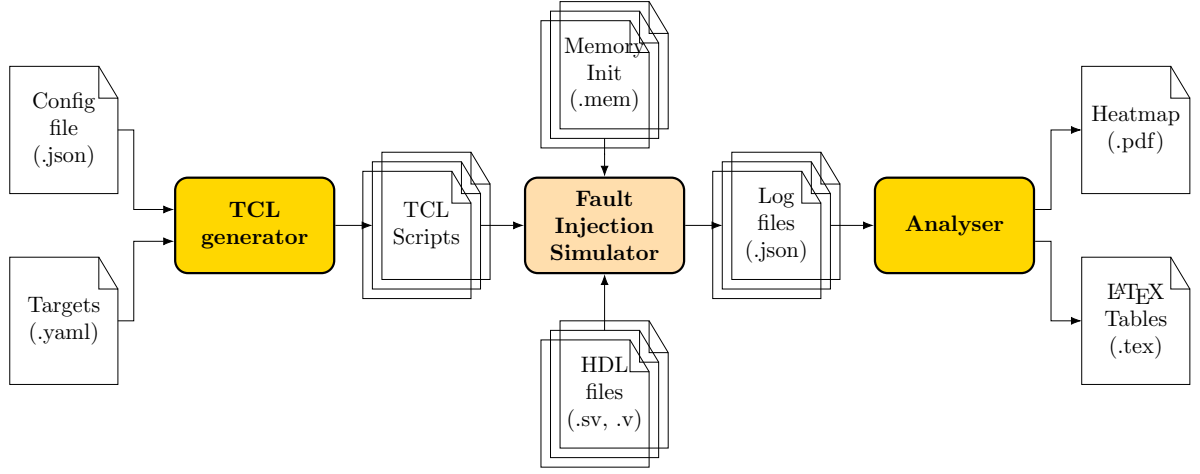 Config
file
(.json)
Targets
(.yaml)
TCL
generator
TCL
Scripts
Memory
Init
(.mem)
Fault
Injection
Simulator
HDL
files
(.sv, .v)
Log
files
(.json)
Analyser
Heatmap
(.pdf)
LATEX
Tables
(.tex)